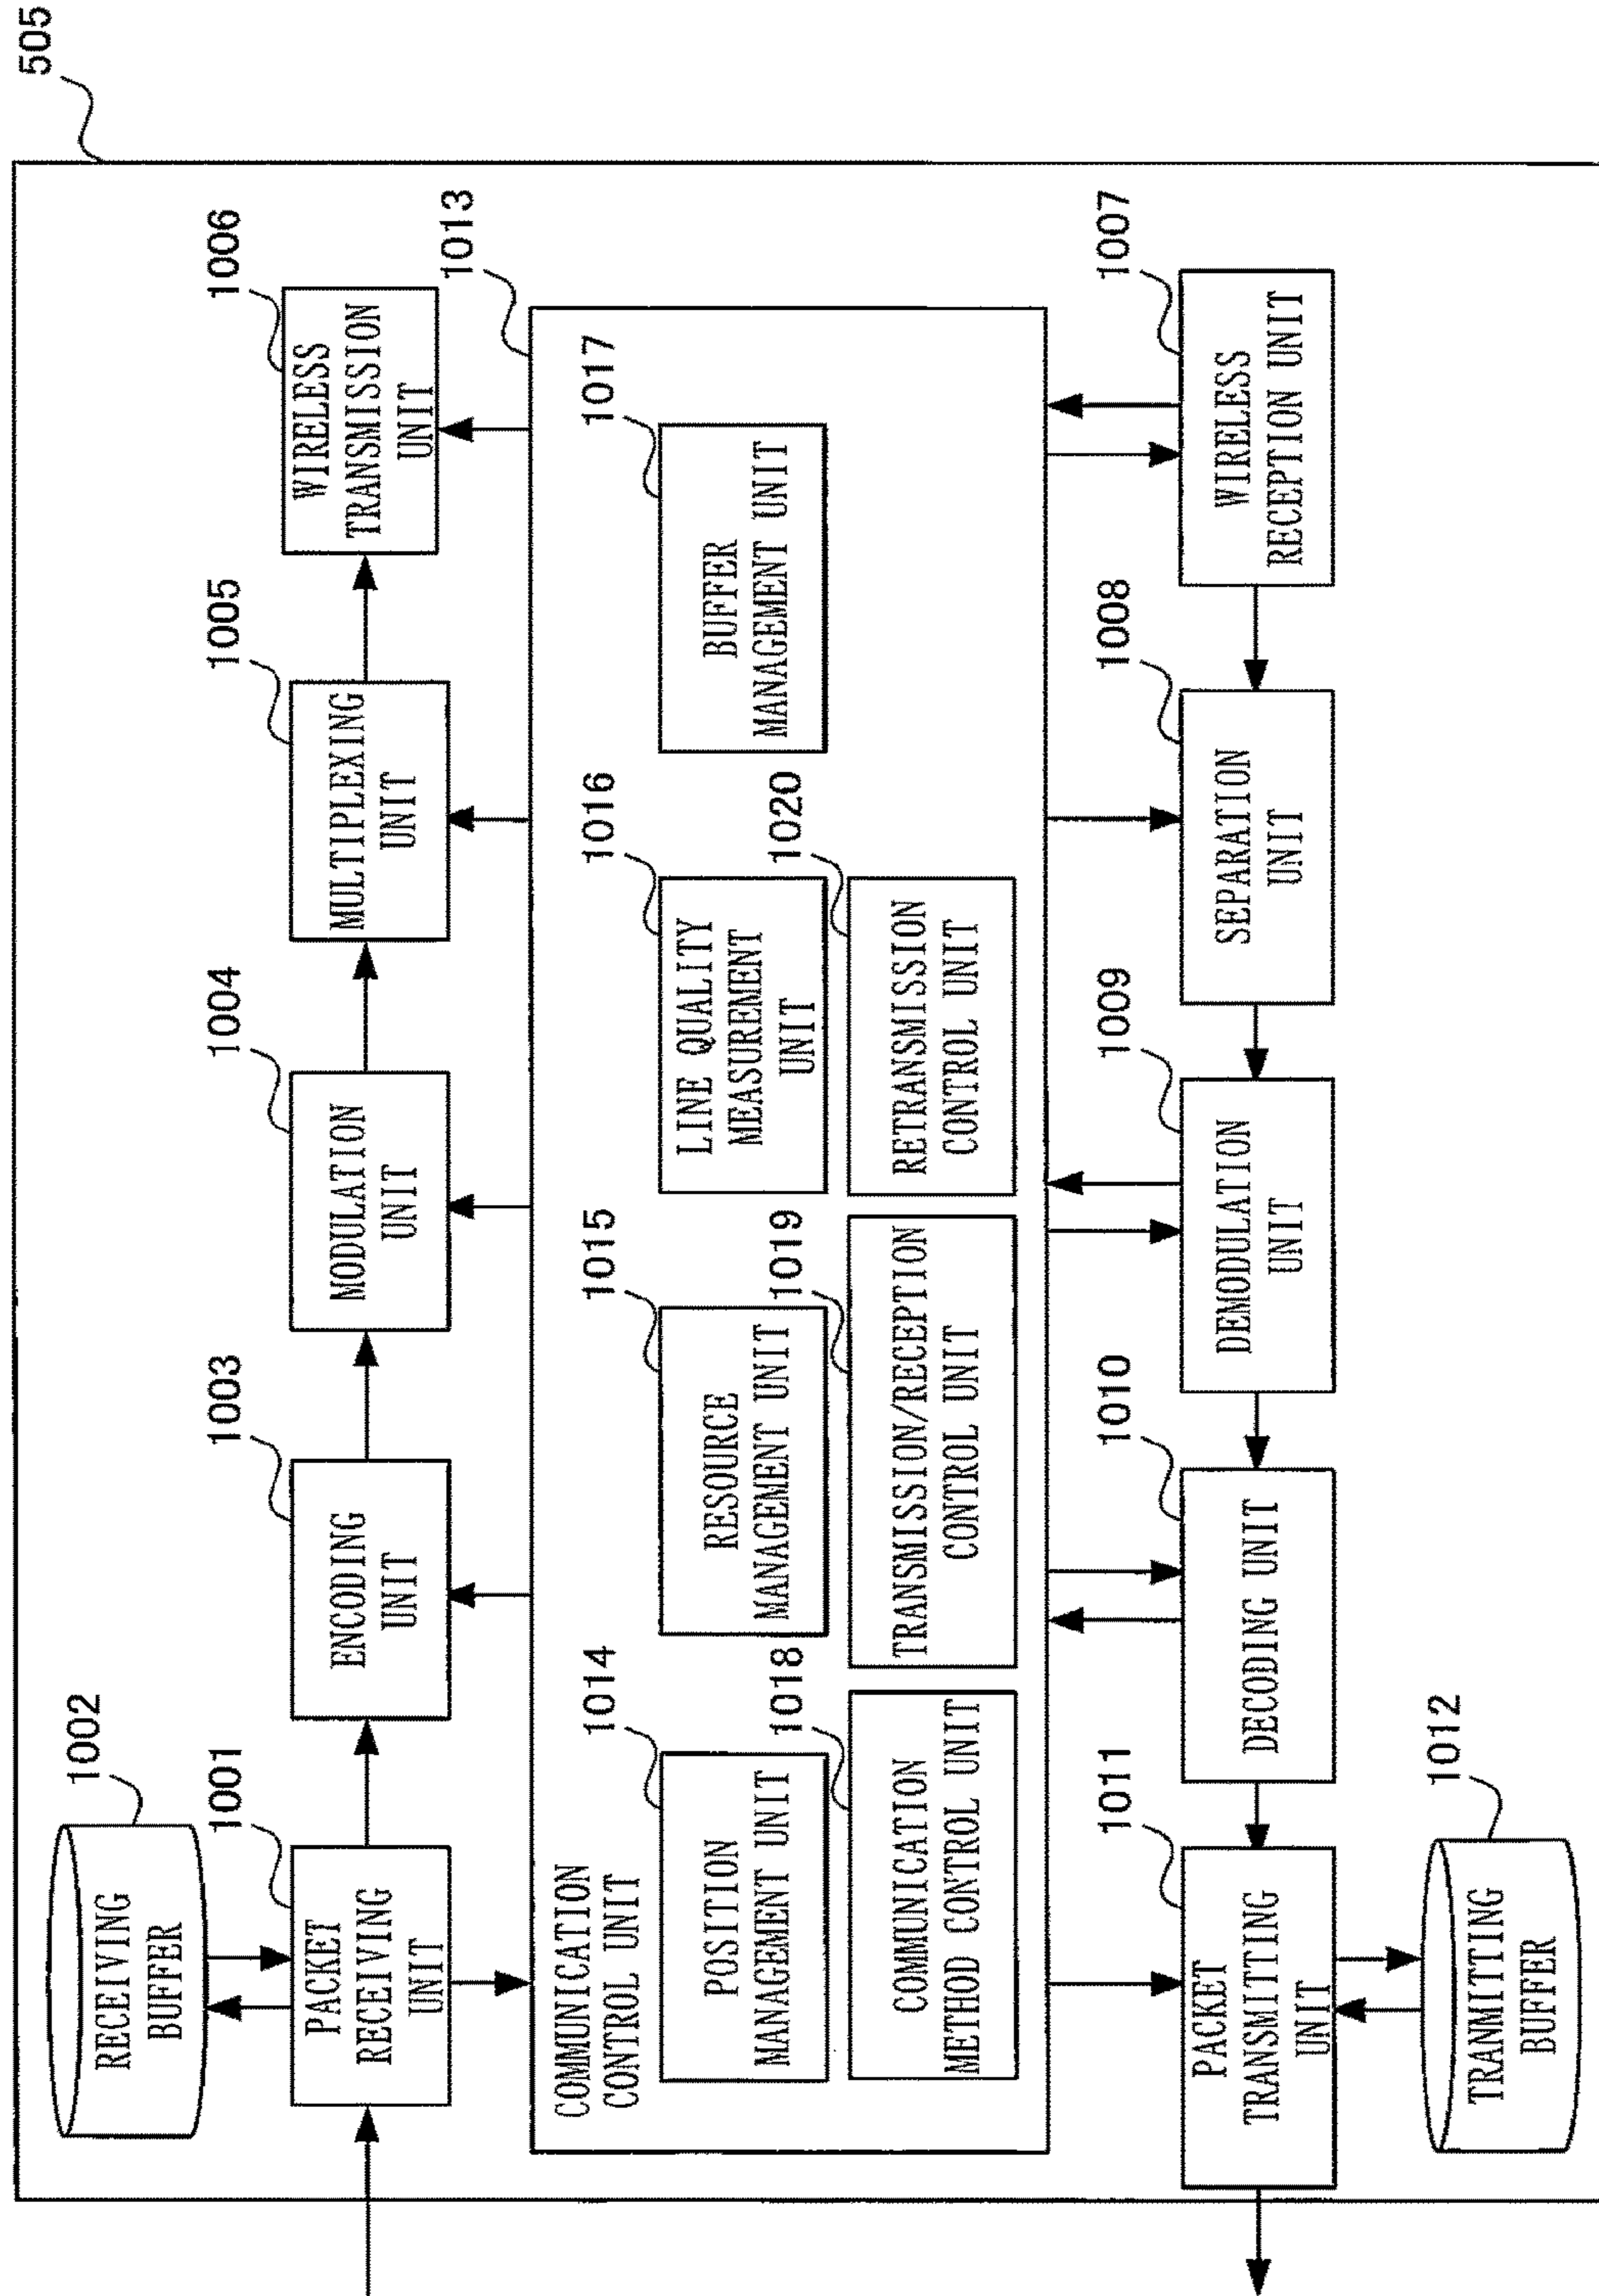 505
1002
RECEIVING
BUFFER
1001
PACKET
RECEIVING
UNIT
1003
ENCODING
UNIT
1004
MODULATION
UNIT
1005
MULTIPLEXING
UNIT
1006
WIRELESS
TRANSMISSION
UNIT
1013
COMMUNICATION
CONTROL UNIT
1014
POSITION
MANAGEMENT UNIT
1015
RESOURCE
MANAGEMENT UNIT
1016
LINE QUALITY
MEASUREMENT
UNIT
1017
BUFFER
MANAGEMENT UNIT
1018
COMMUNICATION
METHOD CONTROL UNIT
1019
TRANSMISSION/RECEPTION
CONTROL UNIT
1020
RETRANSMISSION
CONTROL UNIT
1011
PACKET
TRANSMITTING
UNIT
1010
DECODING UNIT
1009
DEMODULATION
UNIT
1008
SEPARATION
UNIT
1007
WIRELESS
RECEPTION UNIT
1012
TRANMITTING
BUFFER